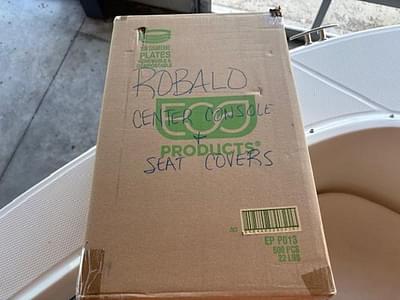 PLATES
ROBALO
CENTER CONSOLE
ECO
+
PRODUCTS®
SEAT COVERS
EP P013
500 PCS
22 LBS